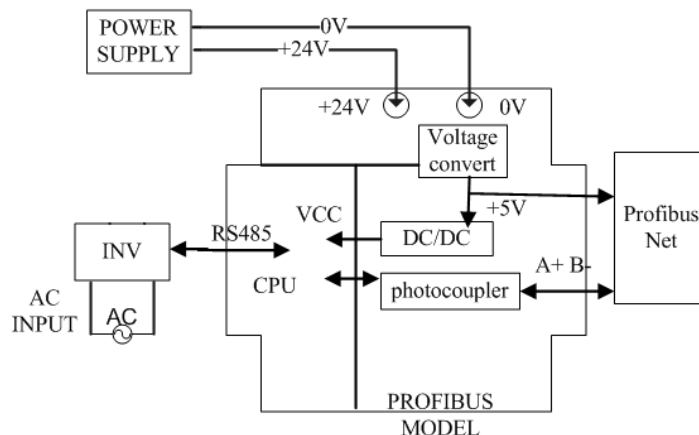 POWER
SUPPLY
0V
+24V
+24V
0V
Voltage
convert
+5V
Profibus
Net
VCC
DC/DC
RS485
INV
CPU
photocoupler
A+ B-
AC
INPUT
AC
PROFIBUS
MODEL